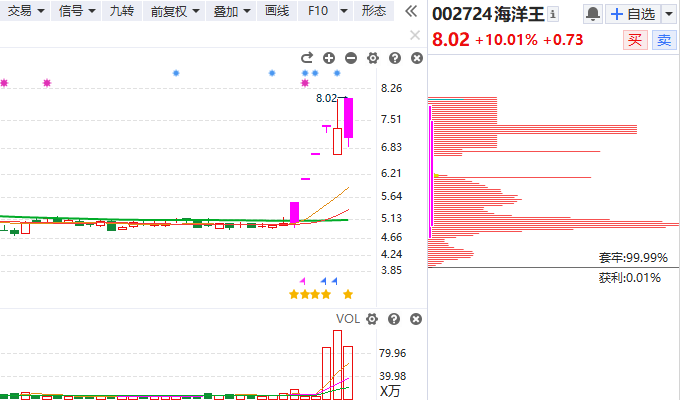 交易 信号 九转 前复权 叠加 画线 F10 形态
002724海洋王
自选
8.02 +10.01% +0.73
买 卖
8.02
8.26
7.51
6.83
6.21
5.64
5.13
4.66
4.24
3.85
套牢:99.99%
获利:0.01%
VOL
79.96
39.98
X万